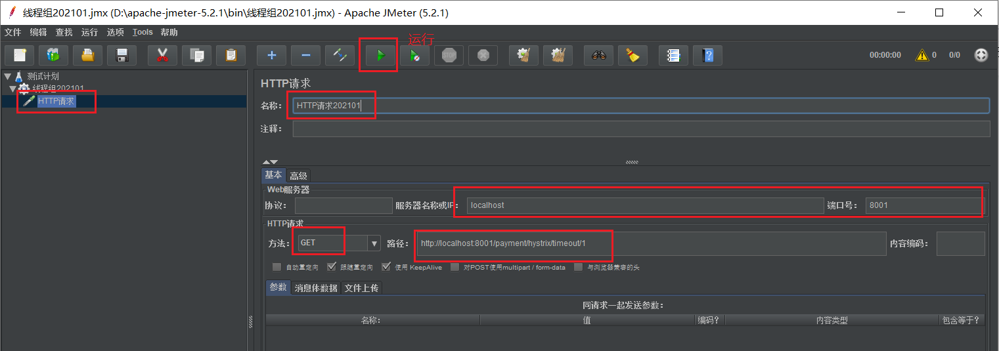 线程组202101.jmx (D:\apache-jmeter-5.2.1\bin\线程组202101.jmx) - Apache JMeter (5.2.1)
文件 编辑 查找 运行 选项 Tools 帮助
运行
00:00:00 0 0/0
测试计划
线程组202101
HTTP请求
HTTP请求
名称： HTTP请求202101
注释：
基本 高级
Web服务器
协议： 服务器名称或IP： localhost 端口号： 8001
HTTP请求
方法： GET 路径： http://localhost:8001/payment/hystrix/timeout/1 内容编码：
自动重定向 跟随重定向 使用 KeepAlive 对POST使用multipart / form-data 与浏览器兼容的头
参数 消息体数据 文件上传
同请求一起发送参数：
名称： 值 编码？ 内容类型 包含等于？